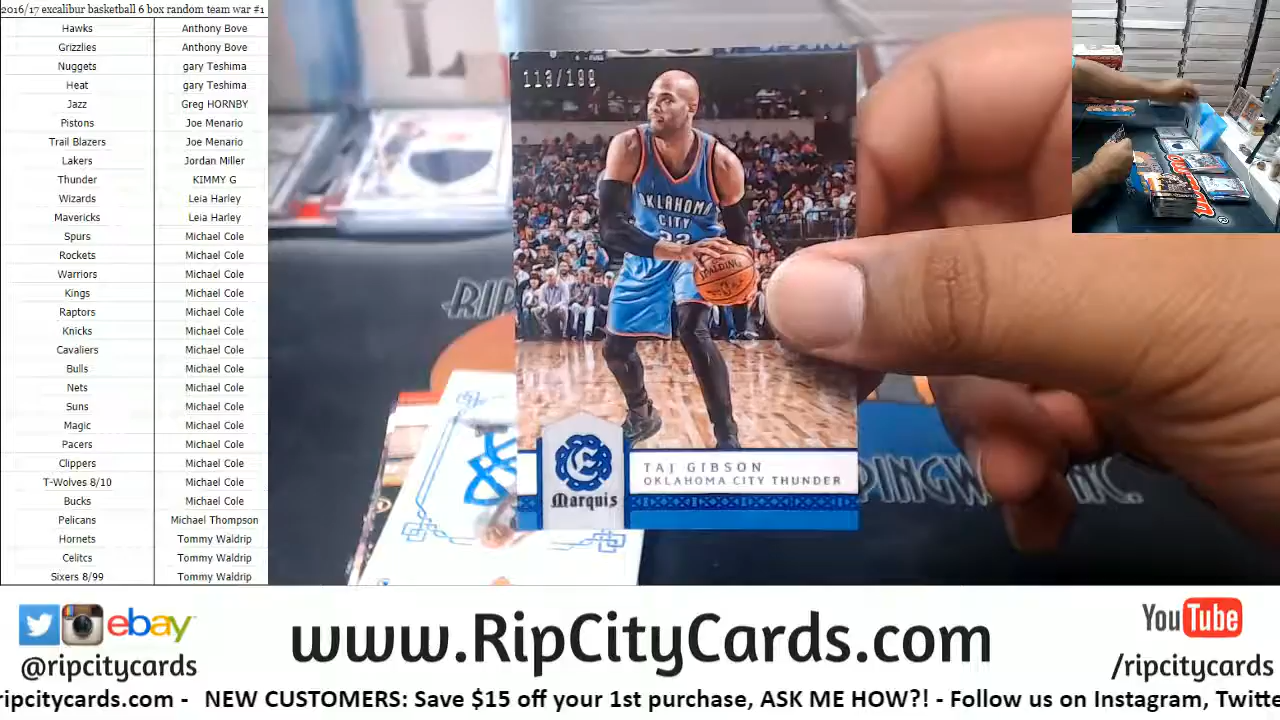 2016/17 excalibur basketball 6 box random team war #1
Hawks Anthony Bove
Grizzlies Anthony Bove
Nuggets gary Teshima
Heat gary Teshima
Jazz Greg HORNBY
Pistons Joe Menario
Trail Blazers Joe Menario
Lakers Jordan Miller
Thunder KIMMY G
Wizards Leia Harley
Mavericks Leia Harley
Spurs Michael Cole
Rockets Michael Cole
Warriors Michael Cole
Kings Michael Cole
Raptors Michael Cole
Knicks Michael Cole
Cavaliers Michael Cole
Bulls Michael Cole
Nets Michael Cole
Suns Michael Cole
Magic Michael Cole
Pacers Michael Cole
Clippers Michael Cole
T-Wolves 8/10 Michael Cole
Bucks Michael Cole
Pelicans Michael Thompson
Hornets Tommy Waldrip
Celitcs Tommy Waldrip
Sixers 8/99 Tommy Waldrip
113/199
OKLAHOMA
CITY
22
SPALDING
E
Marquis
TAJ GIBSON
OKLAHOMA CITY THUNDER
RIP
INC.
ebay
@ripcitycards
www.RipCityCards.com
YouTube
/ripcitycards
ripcitycards.com - NEW CUSTOMERS: Save $15 off your 1st purchase, ASK ME HOW?! - Follow us on Instagram, Twitte